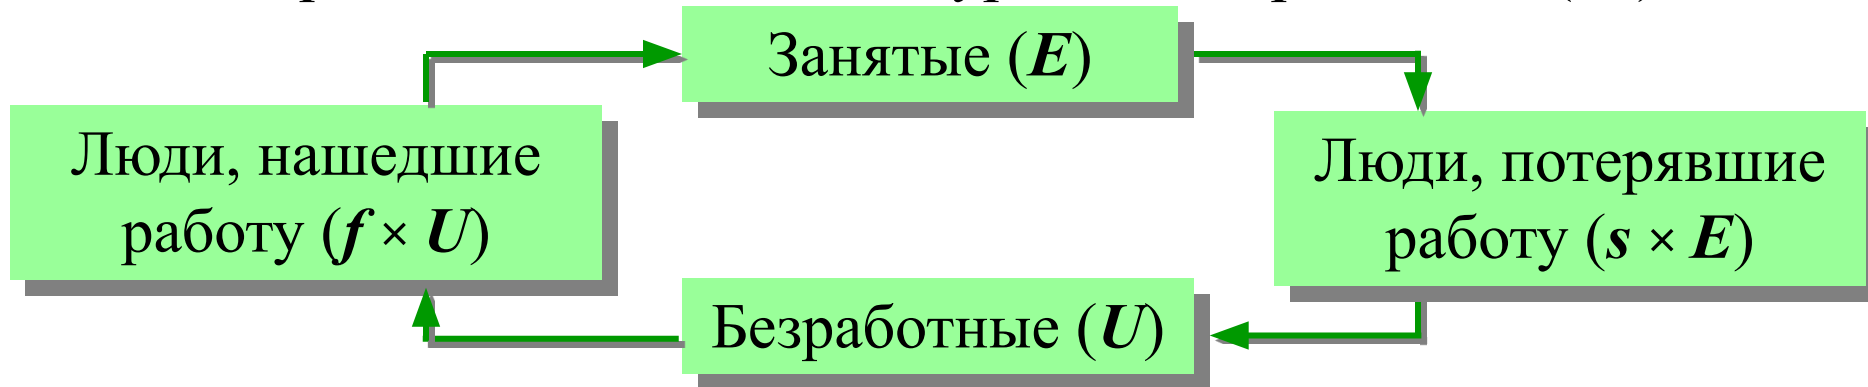 Занятые (E)
Люди, нашедшие
работу (f × U)
Люди, потерявшие
работу (s × E)
Безработные (U)